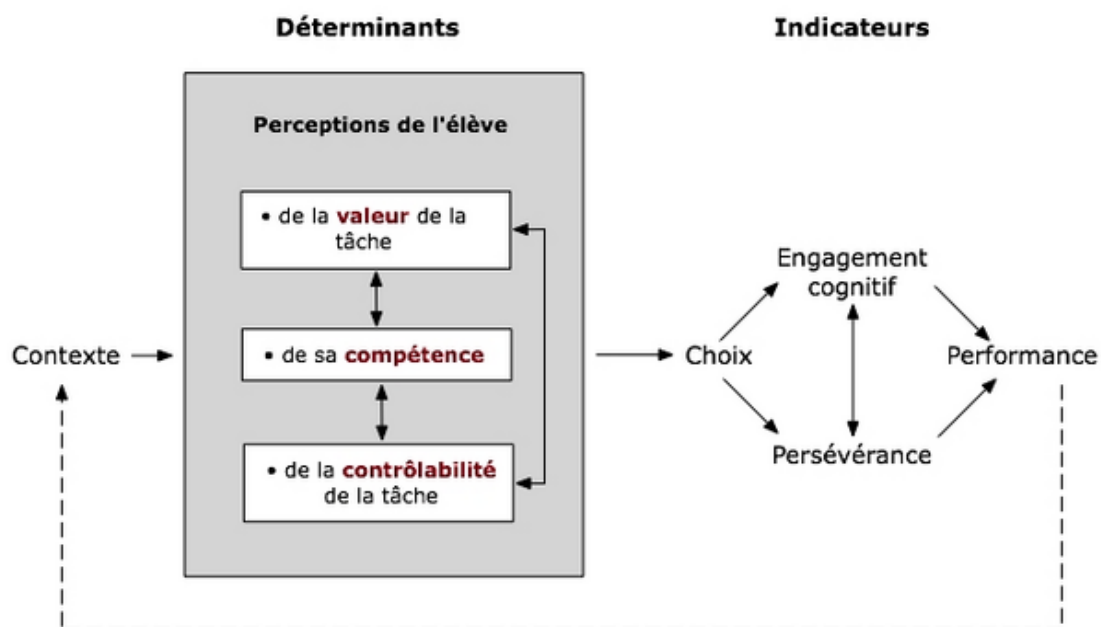 Déterminants
Indicateurs
Perceptions de l'élève
• de la valeur de la
tâche
• de sa compétence
• de la contrôlabilité
de la tâche
Contexte
Choix
Engagement
cognitif
Persévérance
Performance